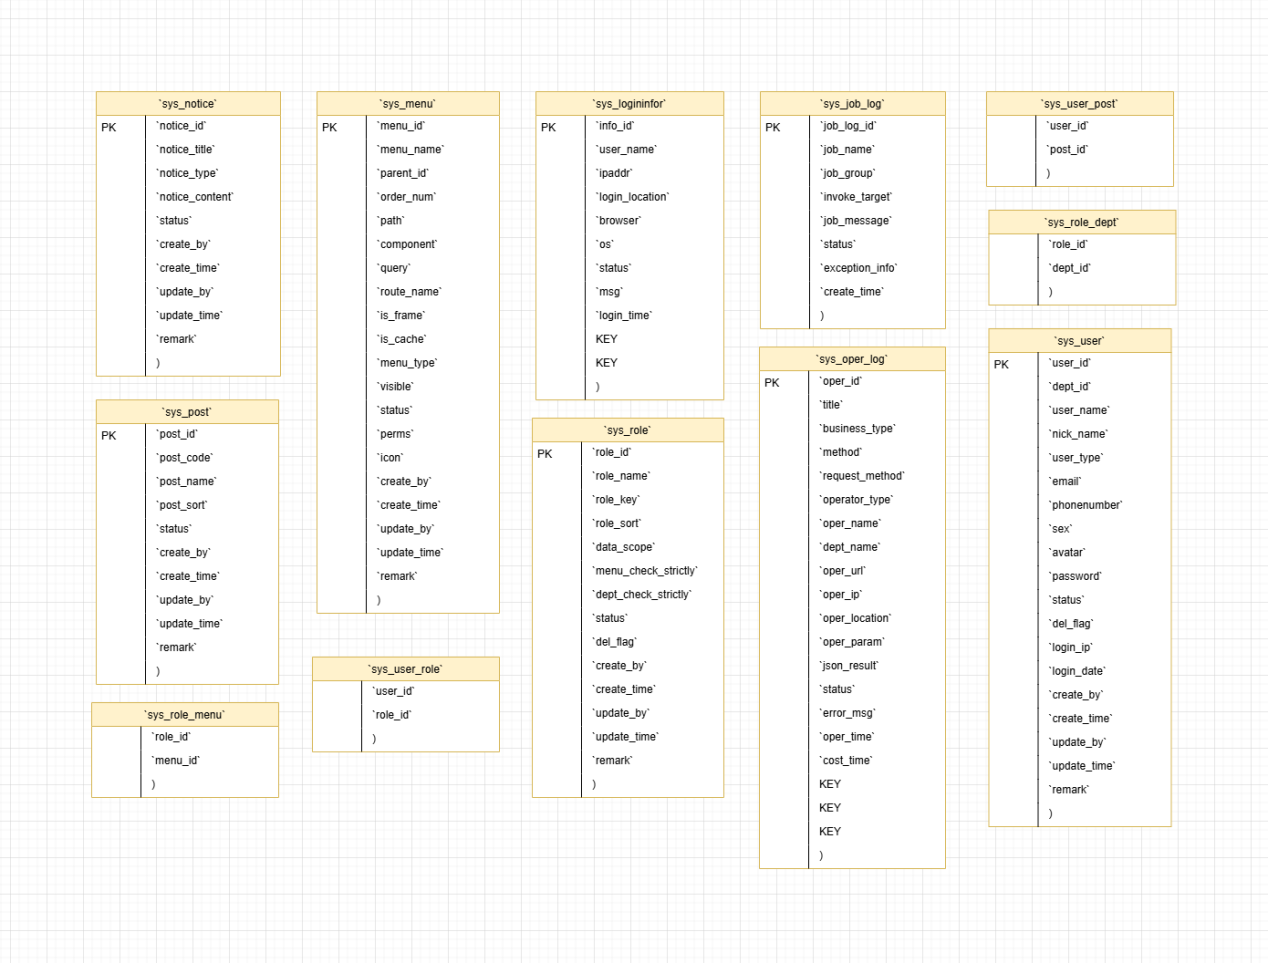 `sys_notice`
PK
`notice_id`
`notice_title`
`notice_type`
`notice_content`
`status`
`create_by`
`create_time`
`update_by`
`update_time`
`remark`
)
`sys_post`
PK
`post_id`
`post_code`
`post_name`
`post_sort`
`status`
`create_by`
`create_time`
`update_by`
`update_time`
`remark`
)
`sys_role_menu`
`role_id`
`menu_id`
)
`sys_menu`
PK
`menu_id`
`menu_name`
`parent_id`
`order_num`
`path`
`component`
`query`
`route_name`
`is_frame`
`is_cache`
`menu_type`
`visible`
`status`
`perms`
`icon`
`create_by`
`create_time`
`update_by`
`update_time`
`remark`
)
`sys_user_role`
`user_id`
`role_id`
)
`sys_logininfor`
PK
`info_id`
`user_name`
`ipaddr`
`login_location`
`browser`
`os`
`status`
`msg`
`login_time`
KEY
KEY
)
`sys_role`
PK
`role_id`
`role_name`
`role_key`
`role_sort`
`data_scope`
`menu_check_strictly`
`dept_check_strictly`
`status`
`del_flag`
`create_by`
`create_time`
`update_by`
`update_time`
`remark`
)
`sys_job_log`
PK
`job_log_id`
`job_name`
`job_group`
`invoke_target`
`job_message`
`status`
`exception_info`
`create_time`
)
`sys_oper_log`
PK
`oper_id`
`title`
`business_type`
`method`
`request_method`
`operator_type`
`oper_name`
`dept_name`
`oper_url`
`oper_ip`
`oper_location`
`oper_param`
`json_result`
`status`
`error_msg`
`oper_time`
`cost_time`
KEY
KEY
KEY
)
`sys_user_post`
`user_id`
`post_id`
)
`sys_role_dept`
`role_id`
`dept_id`
)
`sys_user`
PK
`user_id`
`dept_id`
`user_name`
`nick_name`
`user_type`
`email`
`phonenumber`
`sex`
`avatar`
`password`
`status`
`del_flag`
`login_ip`
`login_date`
`create_by`
`create_time`
`update_by`
`update_time`
`remark`
)